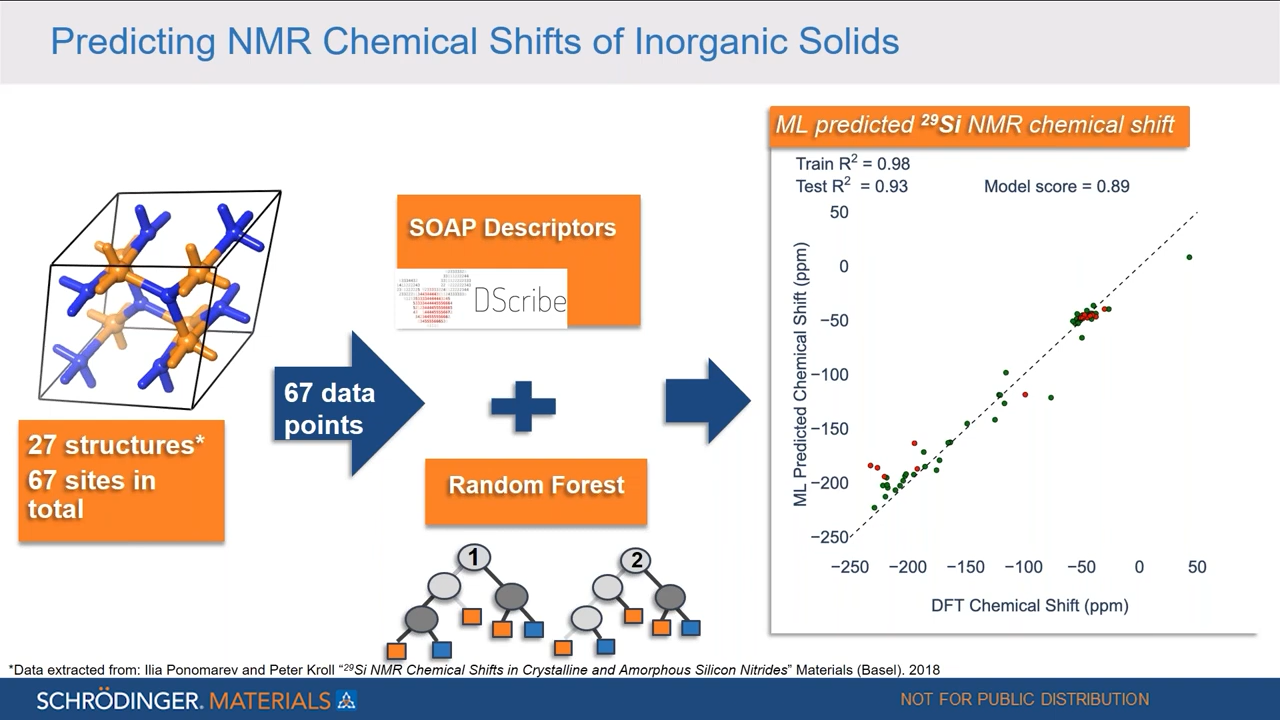 Predicting NMR Chemical Shifts of Inorganic Solids
27 structures*
67 sites in
total
67 data
points
SOAP Descriptors
DScribe
Random Forest
1
2
ML predicted ²⁹Si NMR chemical shift
Train R² = 0.98
Test R² = 0.93
Model score = 0.89
ML Predicted Chemical Shift (ppm)
50
0
−50
−100
−150
−200
−250
−250 −200 −150 −100 −50 0 50
DFT Chemical Shift (ppm)
*Data extracted from: Ilia Ponomarev and Peter Kroll “²⁹Si NMR Chemical Shifts in Crystalline and Amorphous Silicon Nitrides” Materials (Basel). 2018
SCHRÖDINGER. MATERIALS
NOT FOR PUBLIC DISTRIBUTION